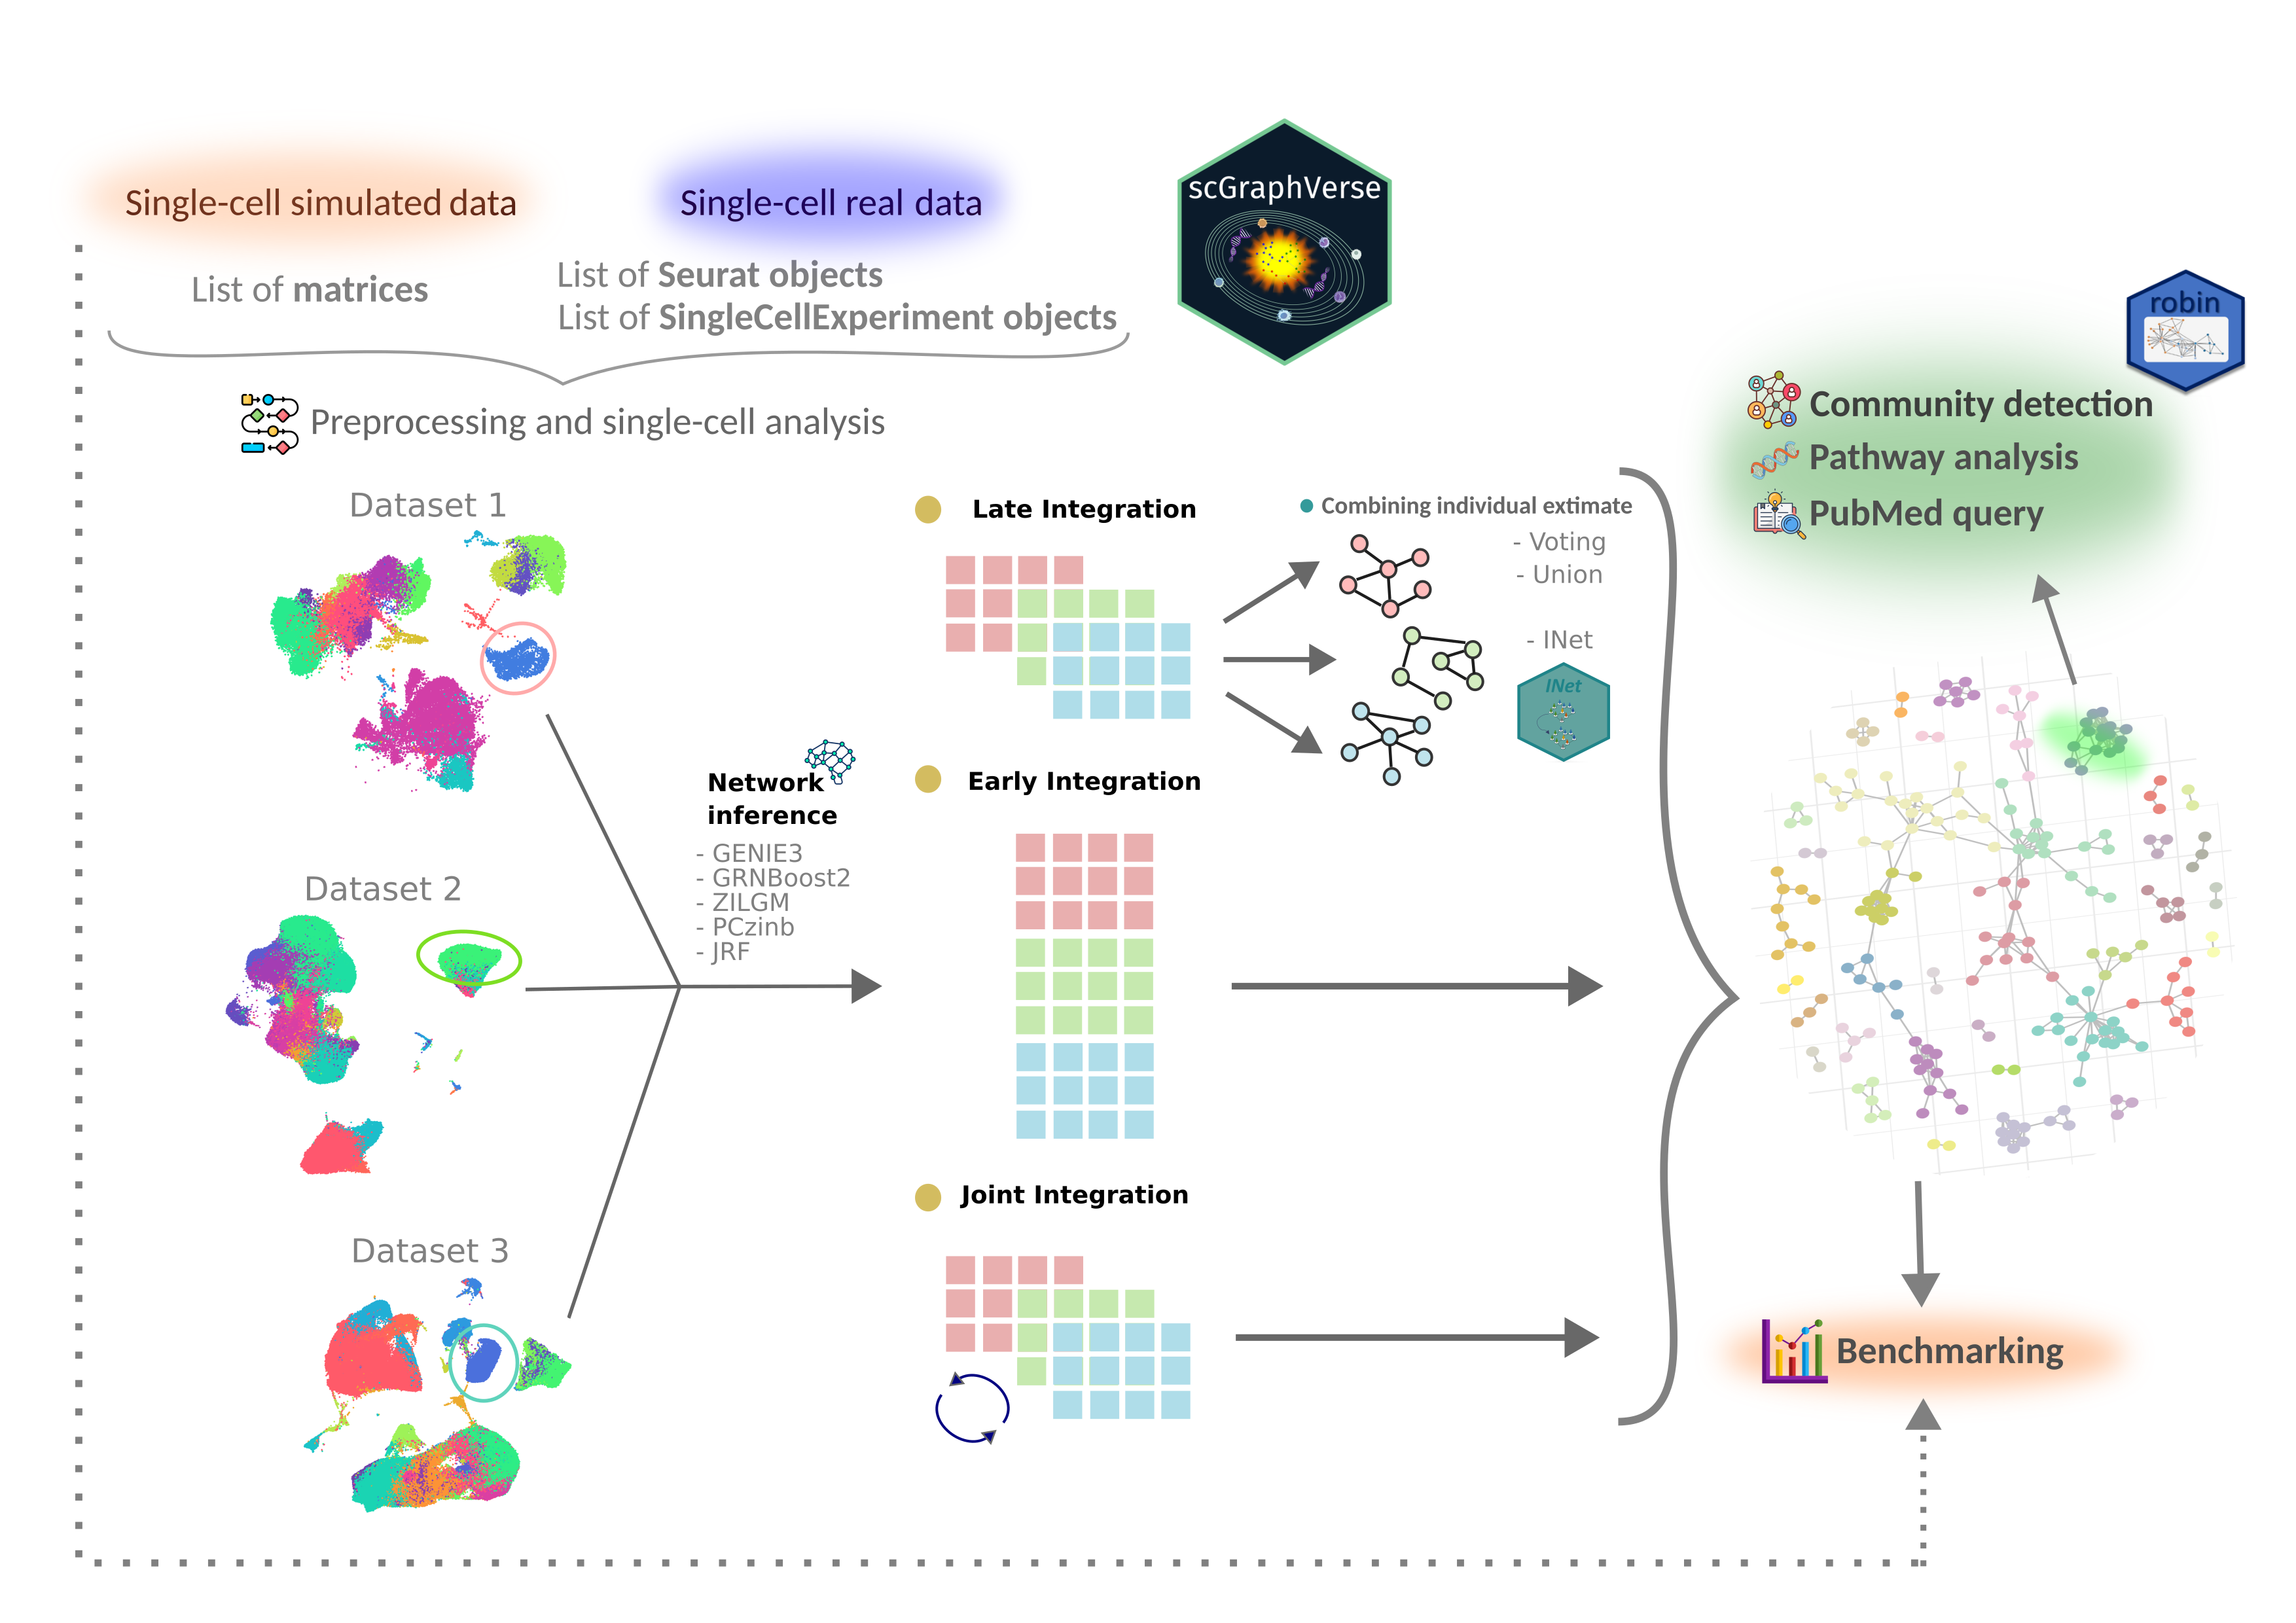 Single-cell simulated data
Single-cell real data
List of matrices
List of Seurat objects
List of SingleCellExperiment objects
scGraphVerse
Preprocessing and single-cell analysis
Dataset 1
Dataset 2
Dataset 3
Network
inference
- GENIE3
- GRNBoost2
- ZILGM
- PCzinb
- JRF
Late Integration
Combining individual extimate
- Voting
- Union
- INet
INet
Early Integration
Joint Integration
robin
Community detection
Pathway analysis
PubMed query
Benchmarking